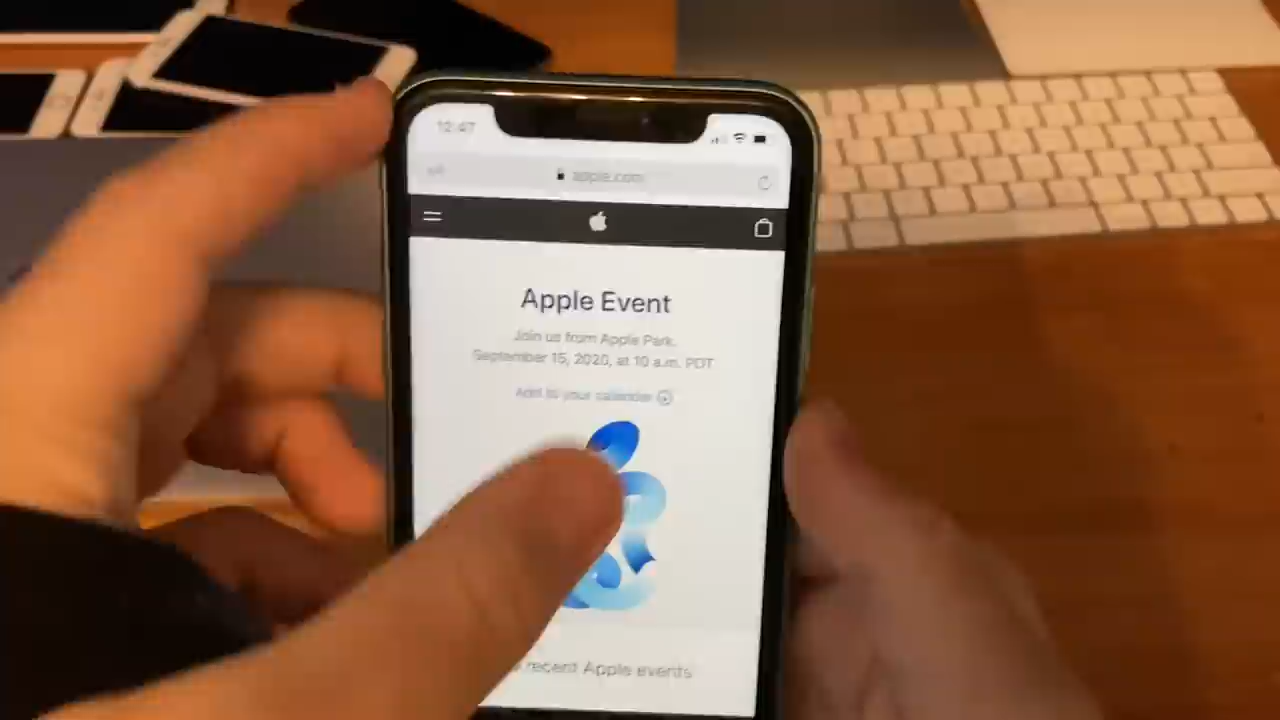 12:47
apple.com
Apple Event
Join us from Apple Park.
September 15, 2020, at 10 a.m. PDT
Add to your calendar
recent Apple events